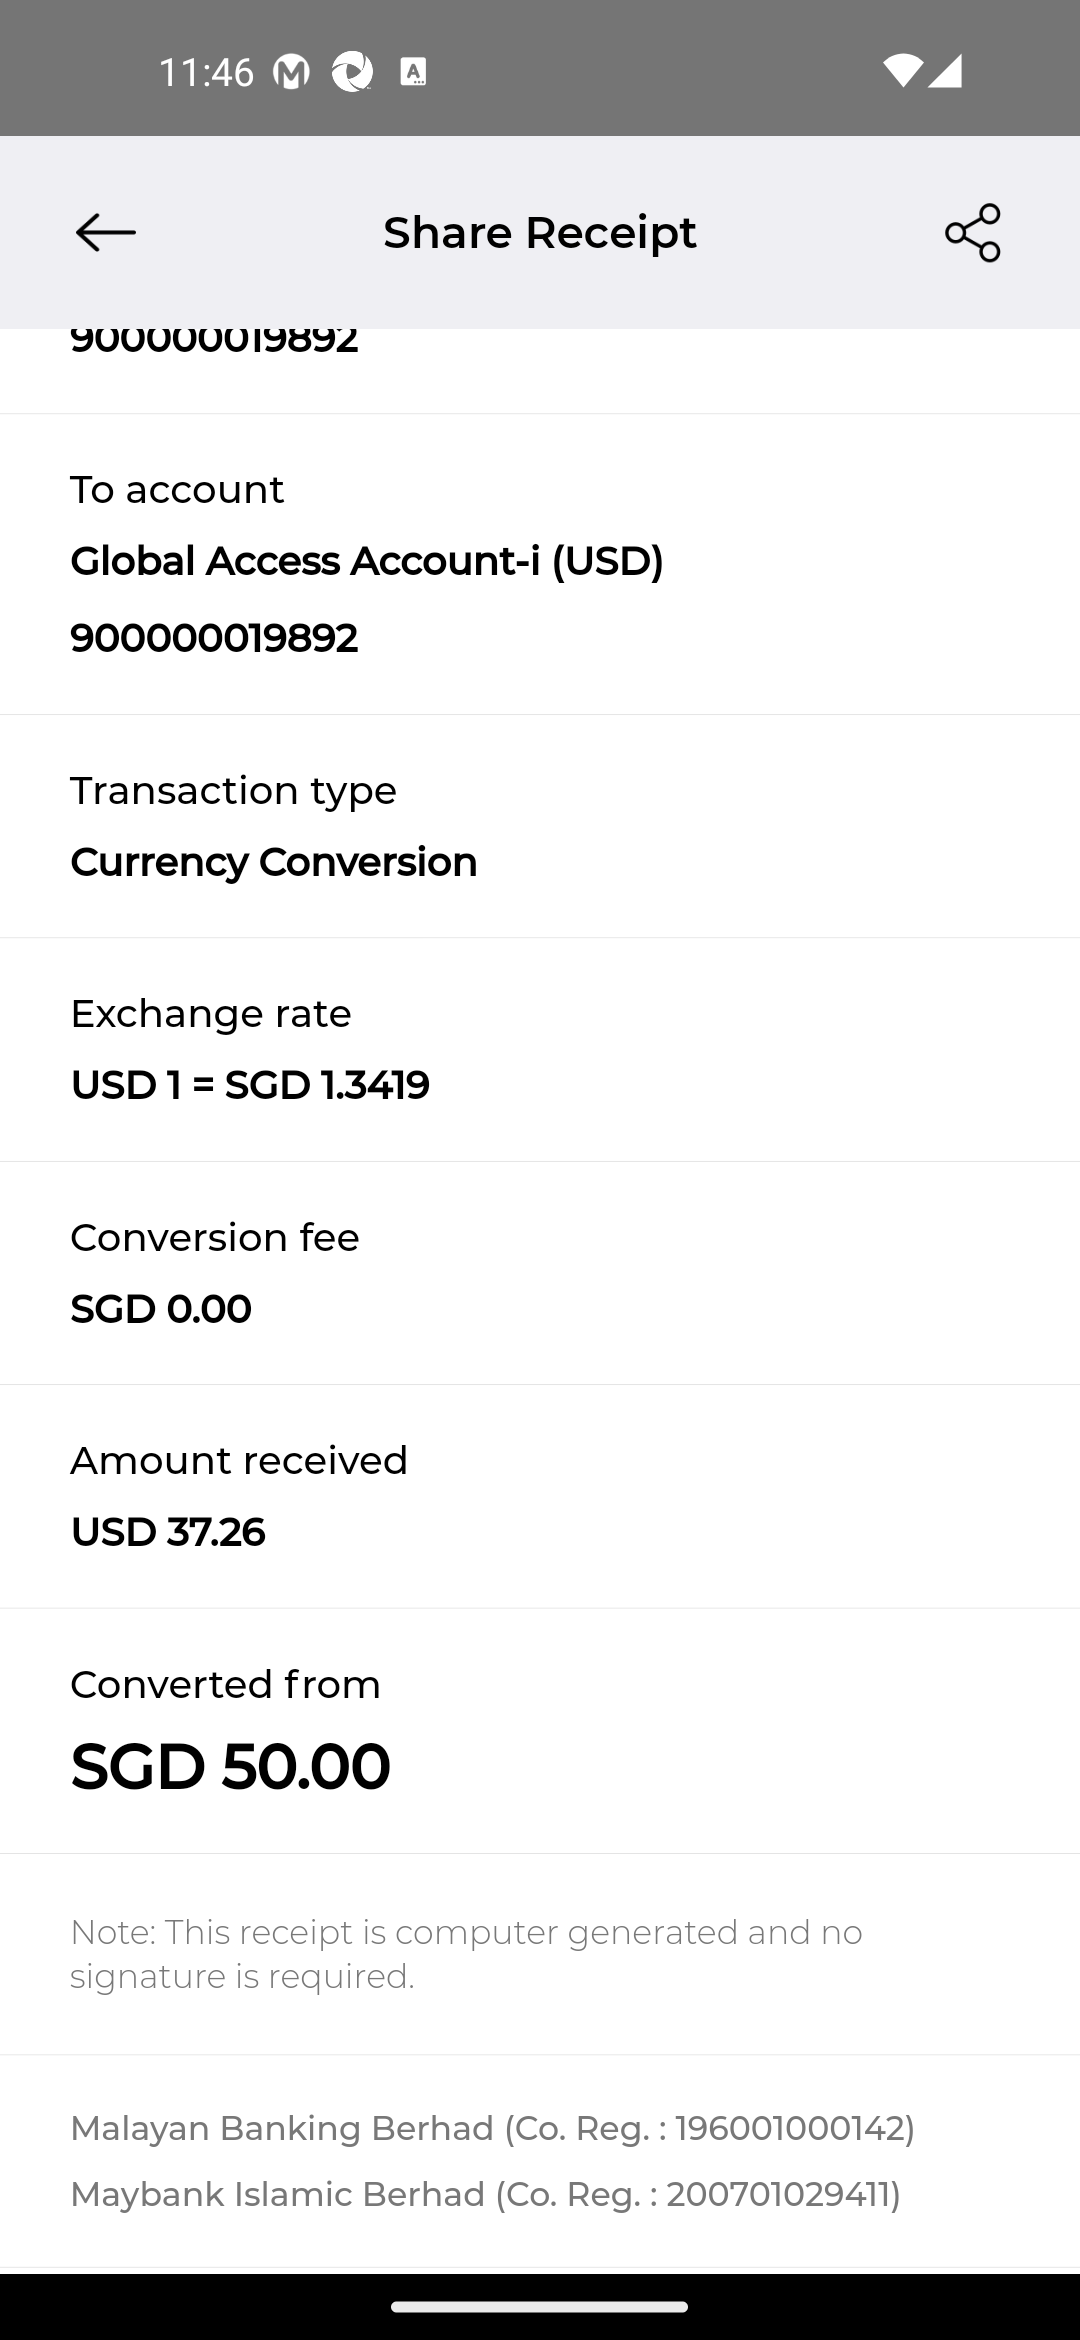 11:46
Share Receipt
900000019892
To account
Global Access Account-i (USD)
900000019892
Transaction type
Currency Conversion
Exchange rate
USD 1 = SGD 1.3419
Conversion fee
SGD 0.00
Amount received
USD 37.26
Converted from
SGD 50.00
Note: This receipt is computer generated and no
signature is required.
Malayan Banking Berhad (Co. Reg. : 196001000142)
Maybank Islamic Berhad (Co. Reg. : 200701029411)